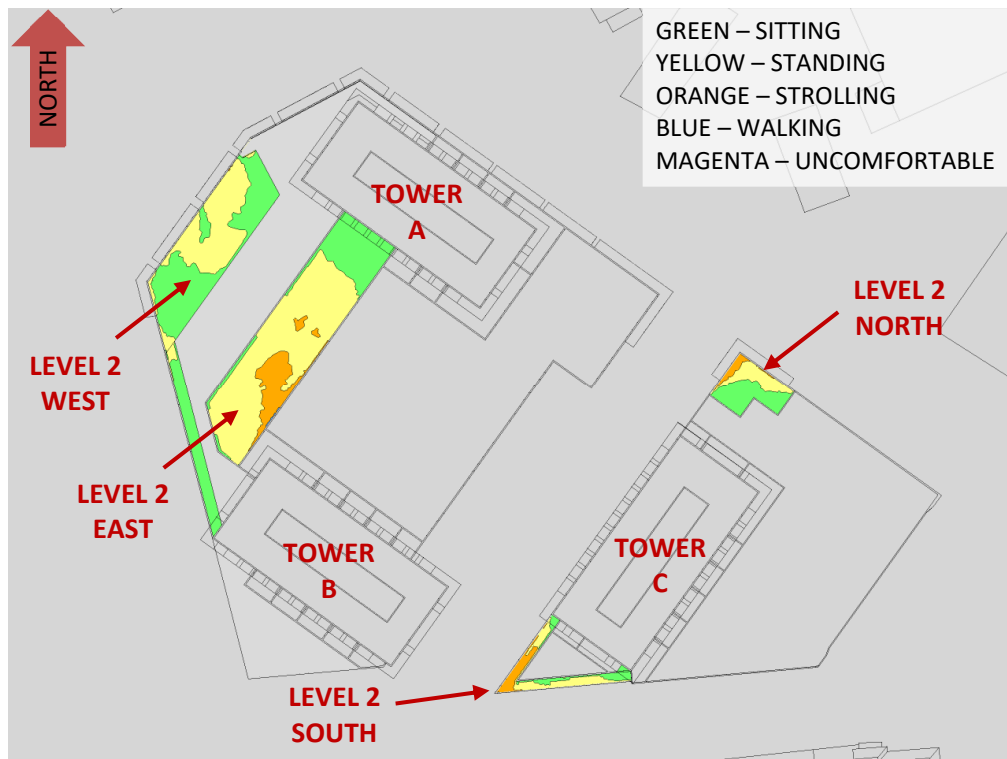 NORTH
GREEN – SITTING
YELLOW – STANDING
ORANGE – STROLLING
BLUE – WALKING
MAGENTA – UNCOMFORTABLE
TOWER
A
LEVEL 2
NORTH
LEVEL 2
WEST
LEVEL 2
EAST
TOWER
B
TOWER
C
LEVEL 2
SOUTH